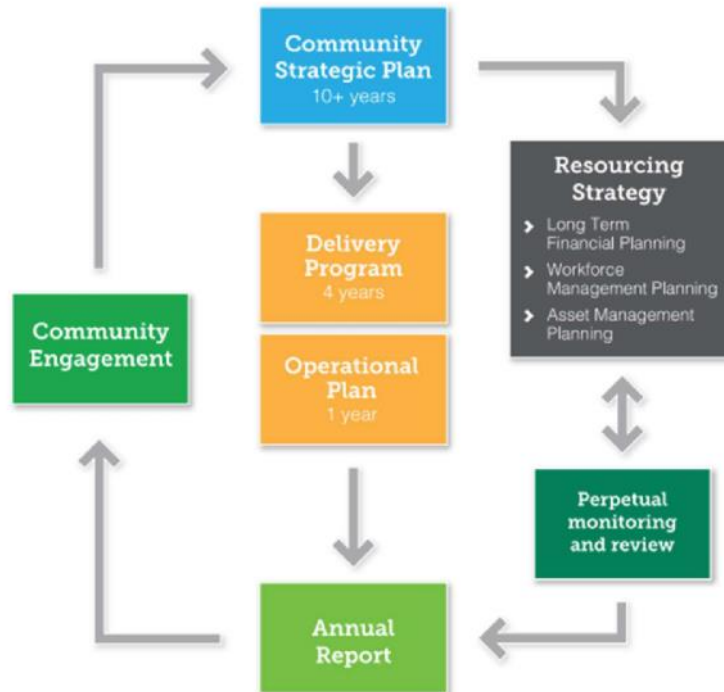 Community
Strategic Plan
10+ years
Resourcing
Strategy
Long Term
Financial Planning
Workforce
Management Planning
Asset Management
Planning
Delivery
Program
4 years
Community
Engagement
Operational
Plan
1 year
Perpetual
monitoring
and review
Annual
Report